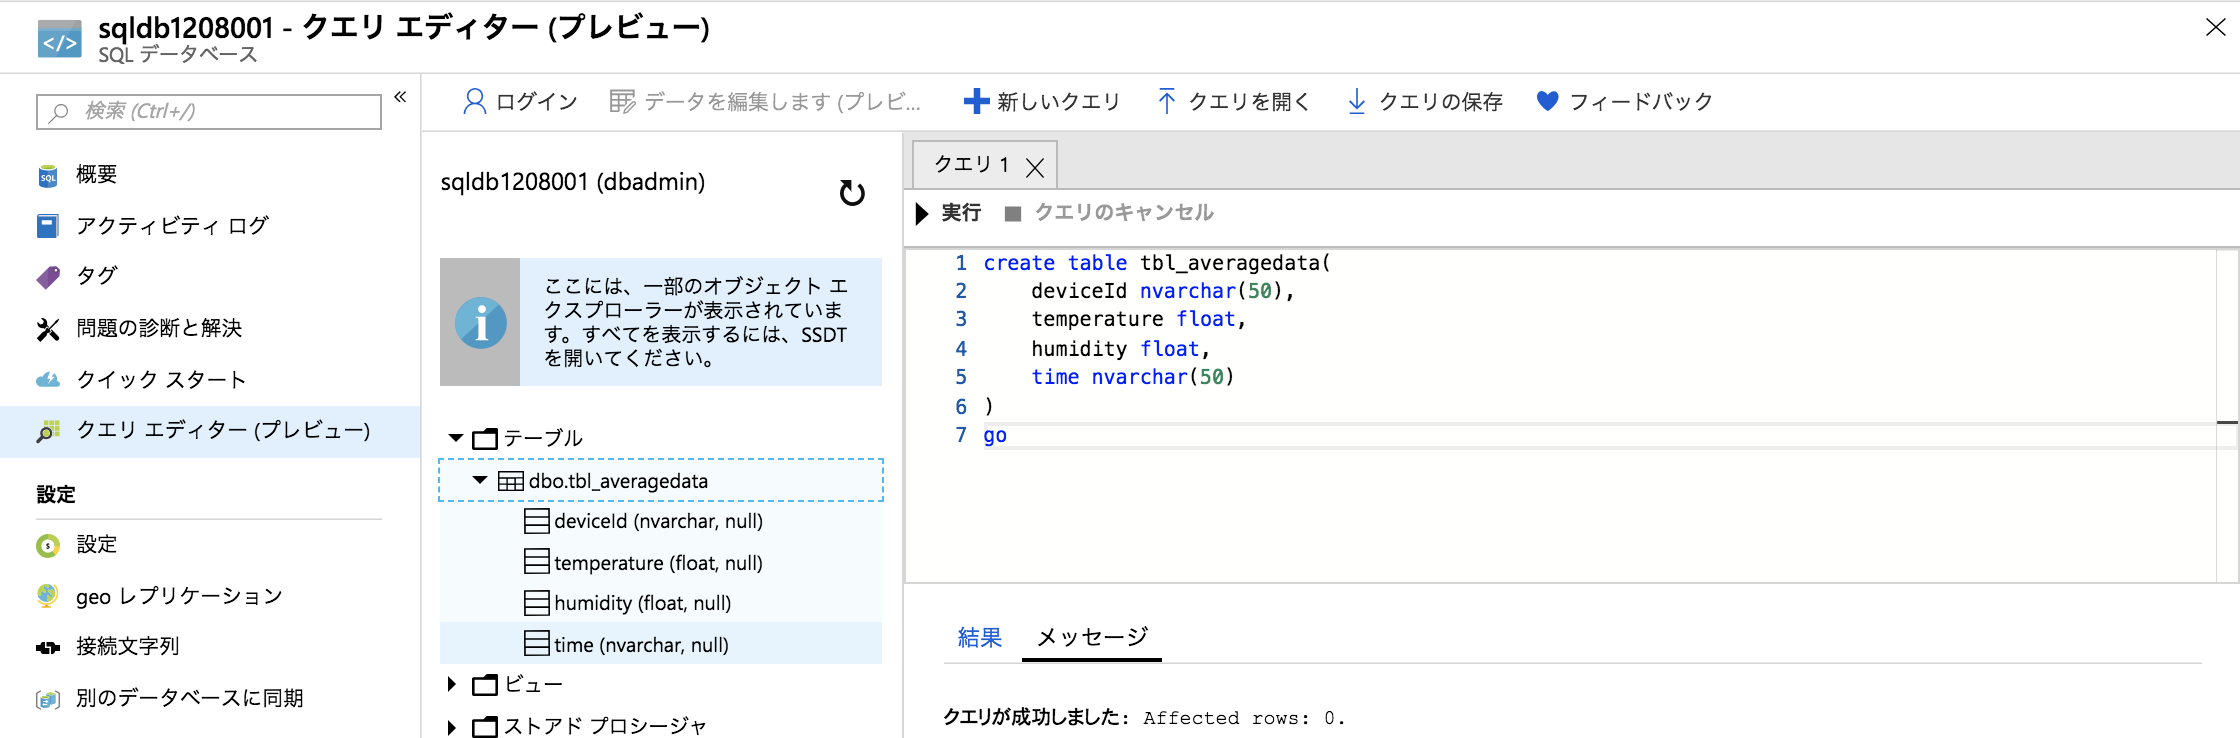 sqldb1208001 - クエリ エディター (プレビュー)
SQL データベース
検索 (Ctrl+/)
概要
アクティビティ ログ
タグ
問題の診断と解決
クイック スタート
クエリ エディター (プレビュー)
設定
設定
geo レプリケーション
接続文字列
別のデータベースに同期
ログイン
データを編集します (プレビ...
新しいクエリ
クエリを開く
クエリの保存
フィードバック
sqldb1208001 (dbadmin)
ここには、一部のオブジェクト エ
クスプローラーが表示されていま
す。すべてを表示するには、SSDT
を開いてください。
テーブル
dbo.tbl_averagedata
deviceId (nvarchar, null)
temperature (float, null)
humidity (float, null)
time (nvarchar, null)
ビュー
ストアド プロシージャ
クエリ 1
実行
クエリのキャンセル
1 create table tbl_averagedata(
2 deviceId nvarchar(50),
3 temperature float,
4 humidity float,
5 time nvarchar(50)
6 )
7 go
結果
メッセージ
クエリが成功しました: Affected rows: 0.